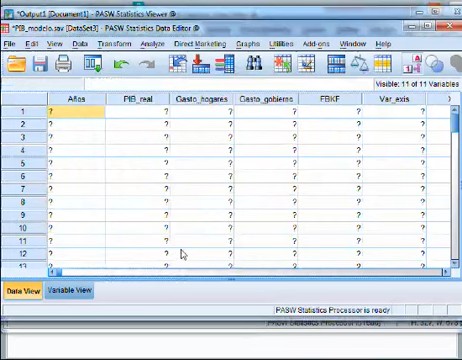 *Output1 [Document1] - PASW Statistics Viewer
*PIB_modelo.sav [DataSet3] - PASW Statistics Data Editor
File Edit View Data Transform Analyze Direct Marketing Graphs Utilities Add-ons Window Help
Visible: 11 of 11 Variables
Años PIB_real Gasto_hogares Gasto_gobierno FBKF Var_exis
1 ? ? ? ? ? ?
2 ? ? ? ? ? ?
3 ? ? ? ? ? ?
4 ? ? ? ? ? ?
5 ? ? ? ? ? ?
6 ? ? ? ? ? ?
7 ? ? ? ? ? ?
8 ? ? ? ? ? ?
9 ? ? ? ? ? ?
10 ? ? ? ? ? ?
11 ? ? ? ? ? ?
12 ? ? ? ? ? ?
13 ? ? ? ? ? ?
Data View Variable View
PASW Statistics Processor is ready